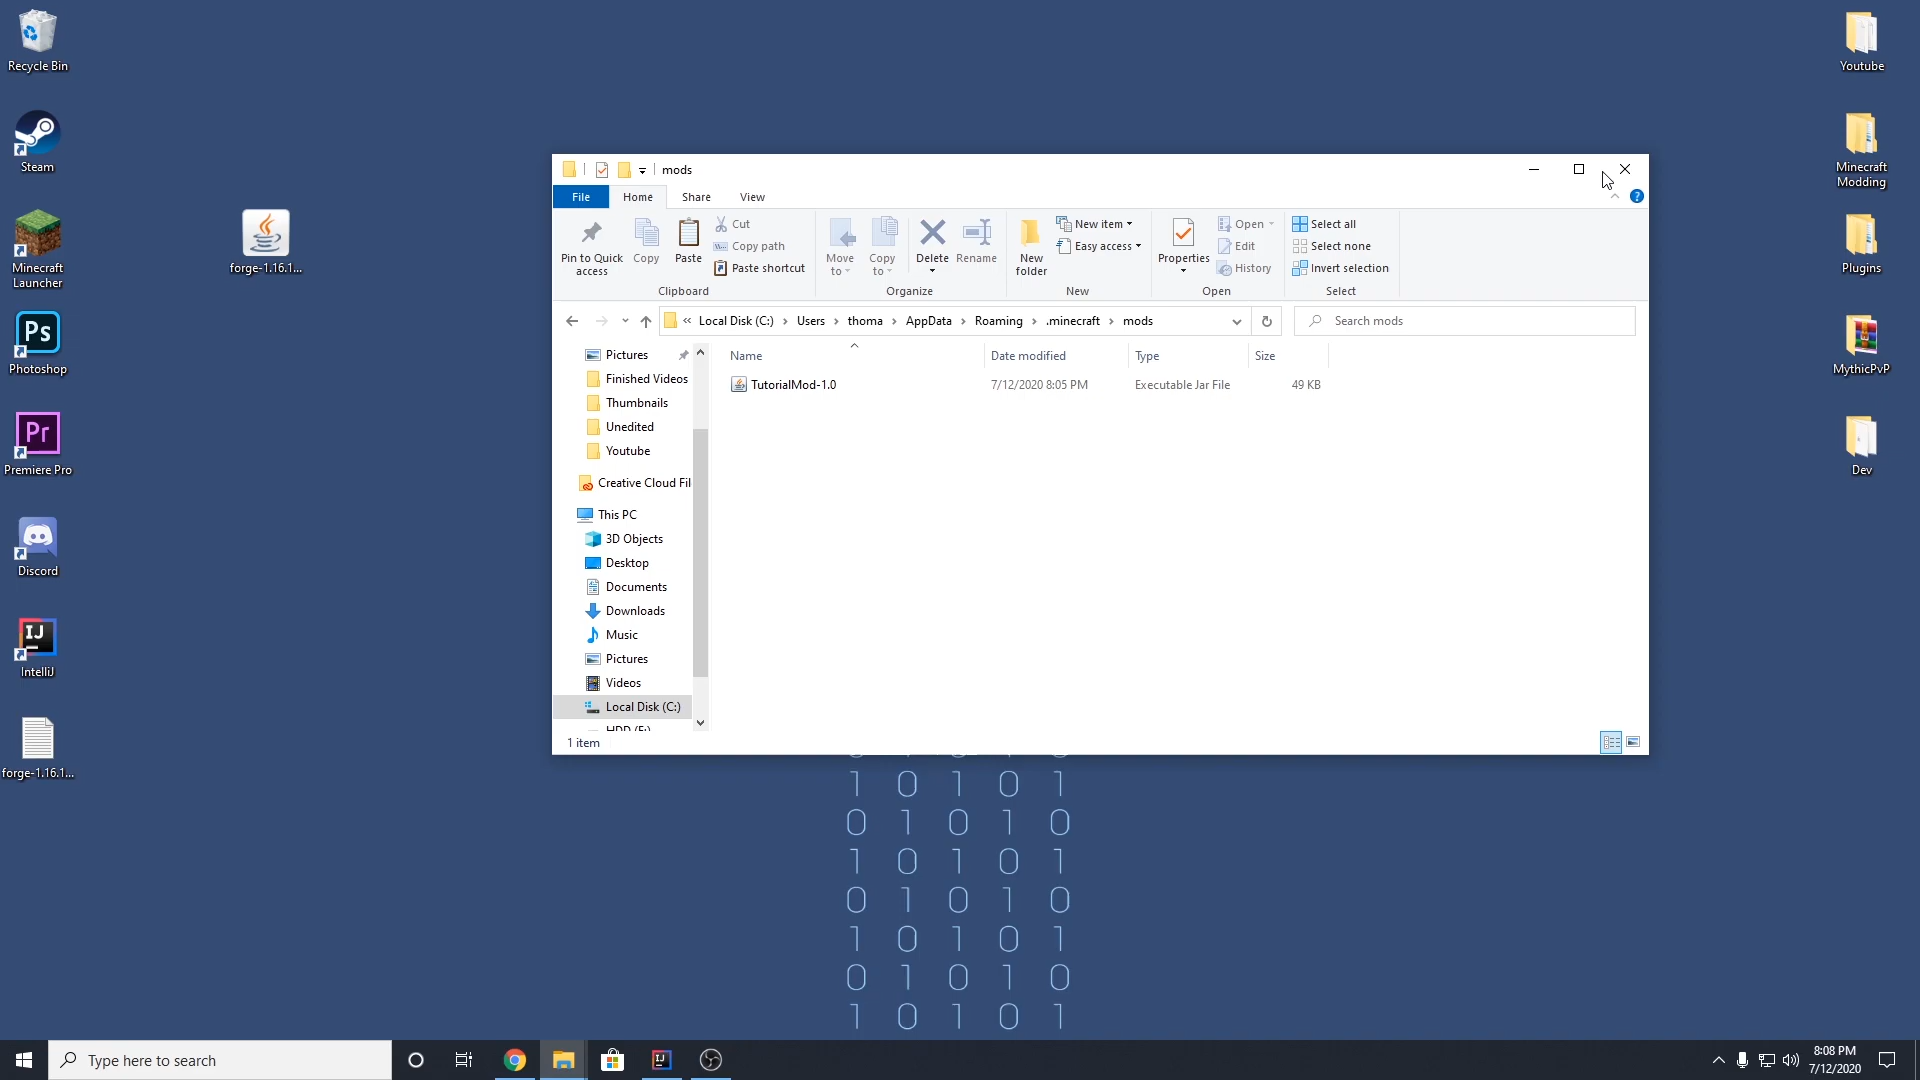 Recycle Bin
Steam
Minecraft
Launcher
Ps
Photoshop
Pr
Premiere Pro
Discord
IJ
IntelliJ
forge-1.16.1...
forge-1.16.1...
mods
File Home Share View
Pin to Quick
access
Copy
Paste
Cut
Copy path
Paste shortcut
Clipboard
Move
to
Copy
to
Delete
Rename
Organize
New
folder
New item
Easy access
New
Properties
Open
Edit
History
Open
Select all
Select none
Invert selection
Select
« Local Disk (C:) › Users › thoma › AppData › Roaming › .minecraft › mods
Search mods
Pictures
Finished Videos
Thumbnails
Unedited
Youtube
Creative Cloud Fil
This PC
3D Objects
Desktop
Documents
Downloads
Music
Pictures
Videos
Local Disk (C:)
HDD (F:)
Name Date modified Type Size
TutorialMod-1.0 7/12/2020 8:05 PM Executable Jar File 49 KB
1 item
1 0 1 0 1
0 1 0 1 0
1 0 1 0 1
0 1 0 1 0
1 0 1 0 1
0 1 0 1 0
1 0 1 0 1
Youtube
Minecraft
Modding
Plugins
MythicPvP
Dev
Type here to search
IJ
8:08 PM
7/12/2020